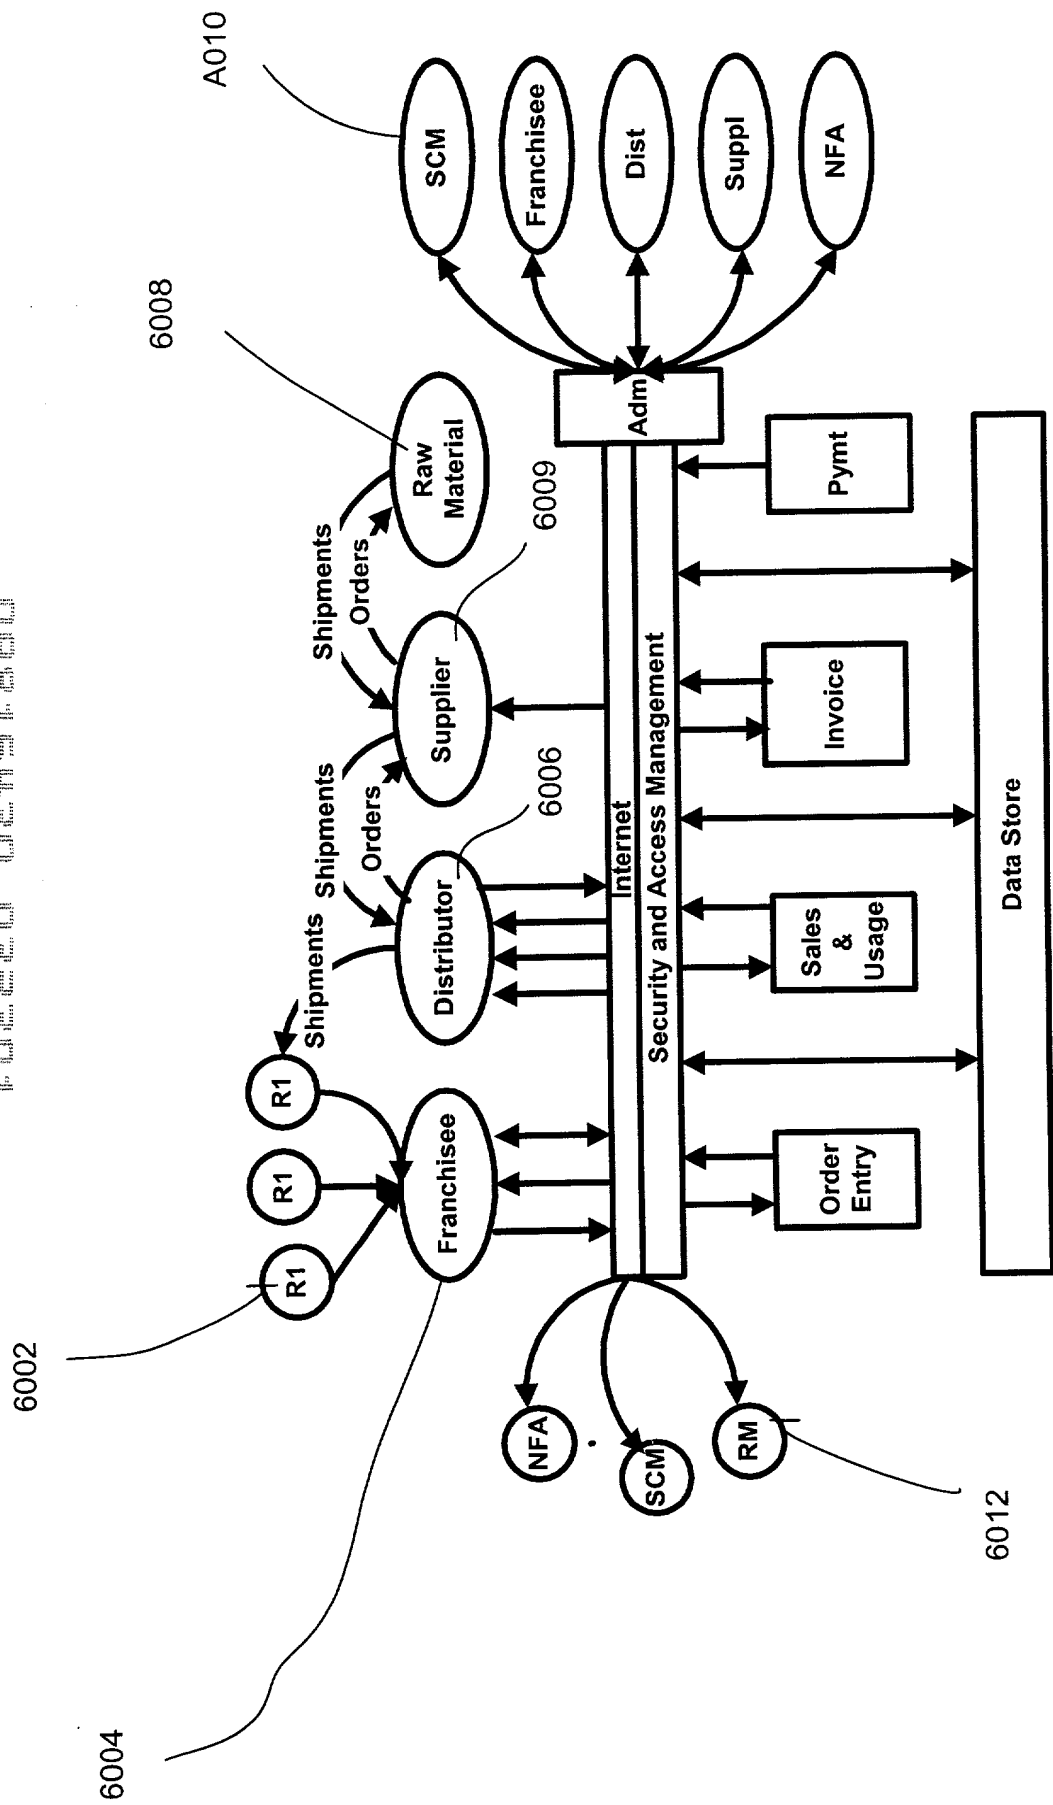 6002
6004
6008
A010
R1
R1
R1
Shipments
Shipments
Shipments
Orders
Orders
Franchisee
Distributor
Supplier
Raw
Material
6006
6009
SCM
Franchisee
Dist
Suppl
NFA
Adm
Internet
Security and Access Management
NFA
SCM
RM
6012
Order
Entry
Sales
&
Usage
Invoice
Pymt
Data Store